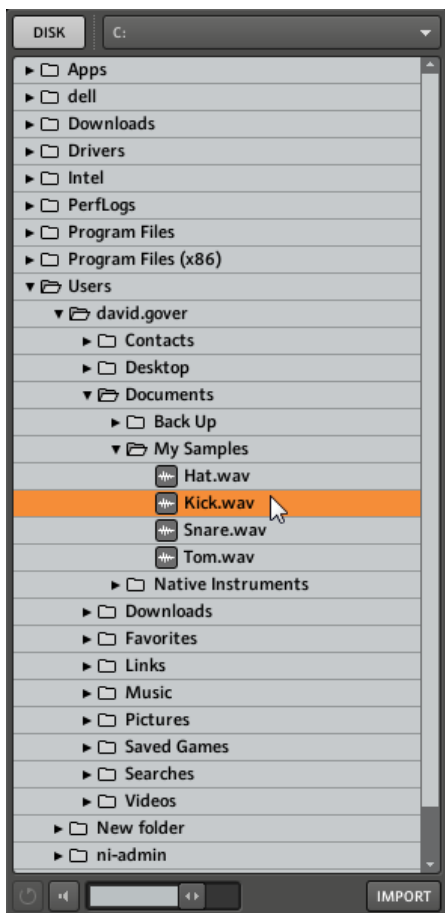 DISK C:
Apps
dell
Downloads
Drivers
Intel
PerfLogs
Program Files
Program Files (x86)
Users
david.gover
Contacts
Desktop
Documents
Back Up
My Samples
Hat.wav
Kick.wav
Snare.wav
Tom.wav
Native Instruments
Downloads
Favorites
Links
Music
Pictures
Saved Games
Searches
Videos
New folder
ni-admin
IMPORT